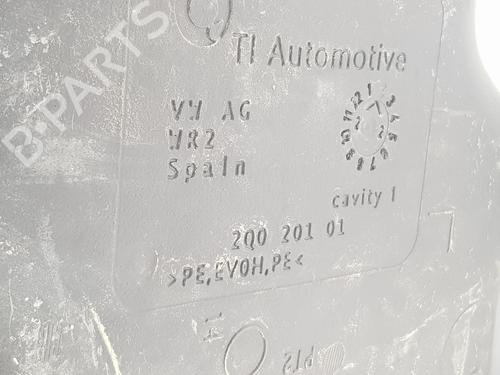 TI Automotive
VW AG
WR2
Spain
cavity 1
2Q0 201 01
>PE,EVOH,PE<
B-PARTS